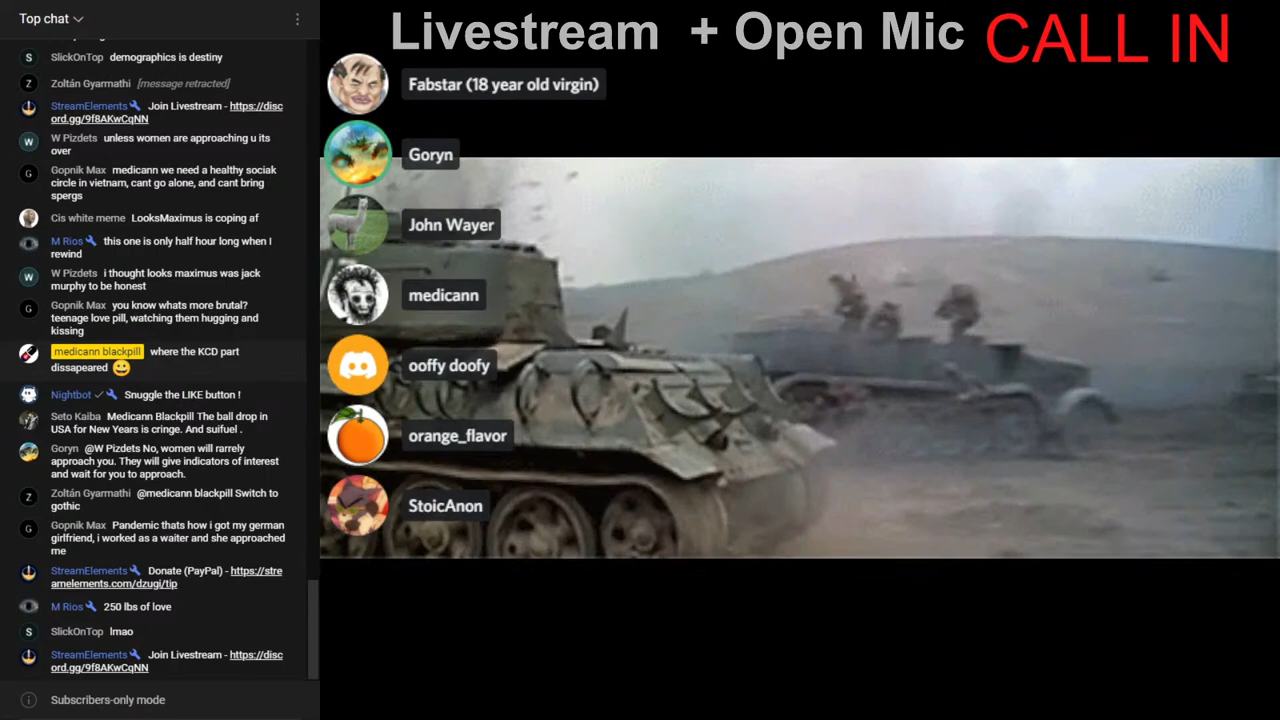 Top chat
SlickOnTop demographics is destiny
Zoltán Gyarmathi [message retracted]
StreamElements Join Livestream - https://disc
ord.gg/9f8AKwCqNN
W Pizdets unless women are approaching u its
over
Gopnik Max medicann we need a healthy sociak
circle in vietnam, cant go alone, and cant bring
spergs
Cis white meme LooksMaximus is coping af
M Rios this one is only half hour long when I
rewind
W Pizdets i thought looks maximus was jack
murphy to be honest
Gopnik Max you know whats more brutal?
teenage love pill, watching them hugging and
kissing
medicann blackpill where the KCD part
dissapeared
Nightbot Snuggle the LIKE button !
Seto Kaiba Medicann Blackpill The ball drop in
USA for New Years is cringe. And suifuel .
Goryn @W Pizdets No, women will rarrely
approach you. They will give indicators of interest
and wait for you to approach.
Zoltán Gyarmathi @medicann blackpill Switch to
gothic
Gopnik Max Pandemic thats how i got my german
girlfriend, i worked as a waiter and she approached
me
StreamElements Donate (PayPal) - https://stre
amelements.com/dzugi/tip
M Rios 250 lbs of love
SlickOnTop lmao
StreamElements Join Livestream - https://disc
ord.gg/9f8AKwCqNN
Subscribers-only mode
Livestream + Open Mic CALL IN
Fabstar (18 year old virgin)
Goryn
John Wayer
medicann
ooffy doofy
orange_flavor
StoicAnon